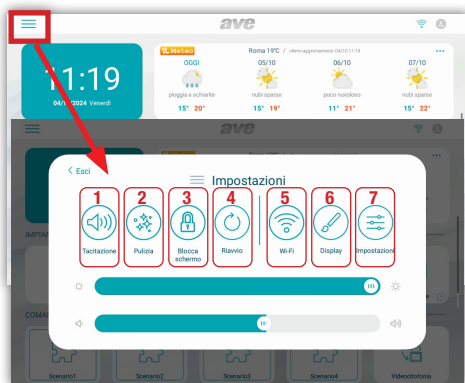 ave
Meteo
Roma 19°C / ultimo aggiornamento: 04/10 11:18
OGGI 05/10 06/10 07/10
11:19
04/10/2024 Venerdì
pioggia e schiarite nubi sparse poco nuvoloso nubi sparse
15° 20° 15° 19° 11° 21° 15° 22°
ave
Esci
Impostazioni
1 2 3 4 5 6 7
Tacitazione Pulizia Blocca schermo Riavvio Wi-Fi Display Impostazioni
IMPIAN
COMAN
Scenario1 Scenario2 Scenario3 Scenario4 Videocitofonia